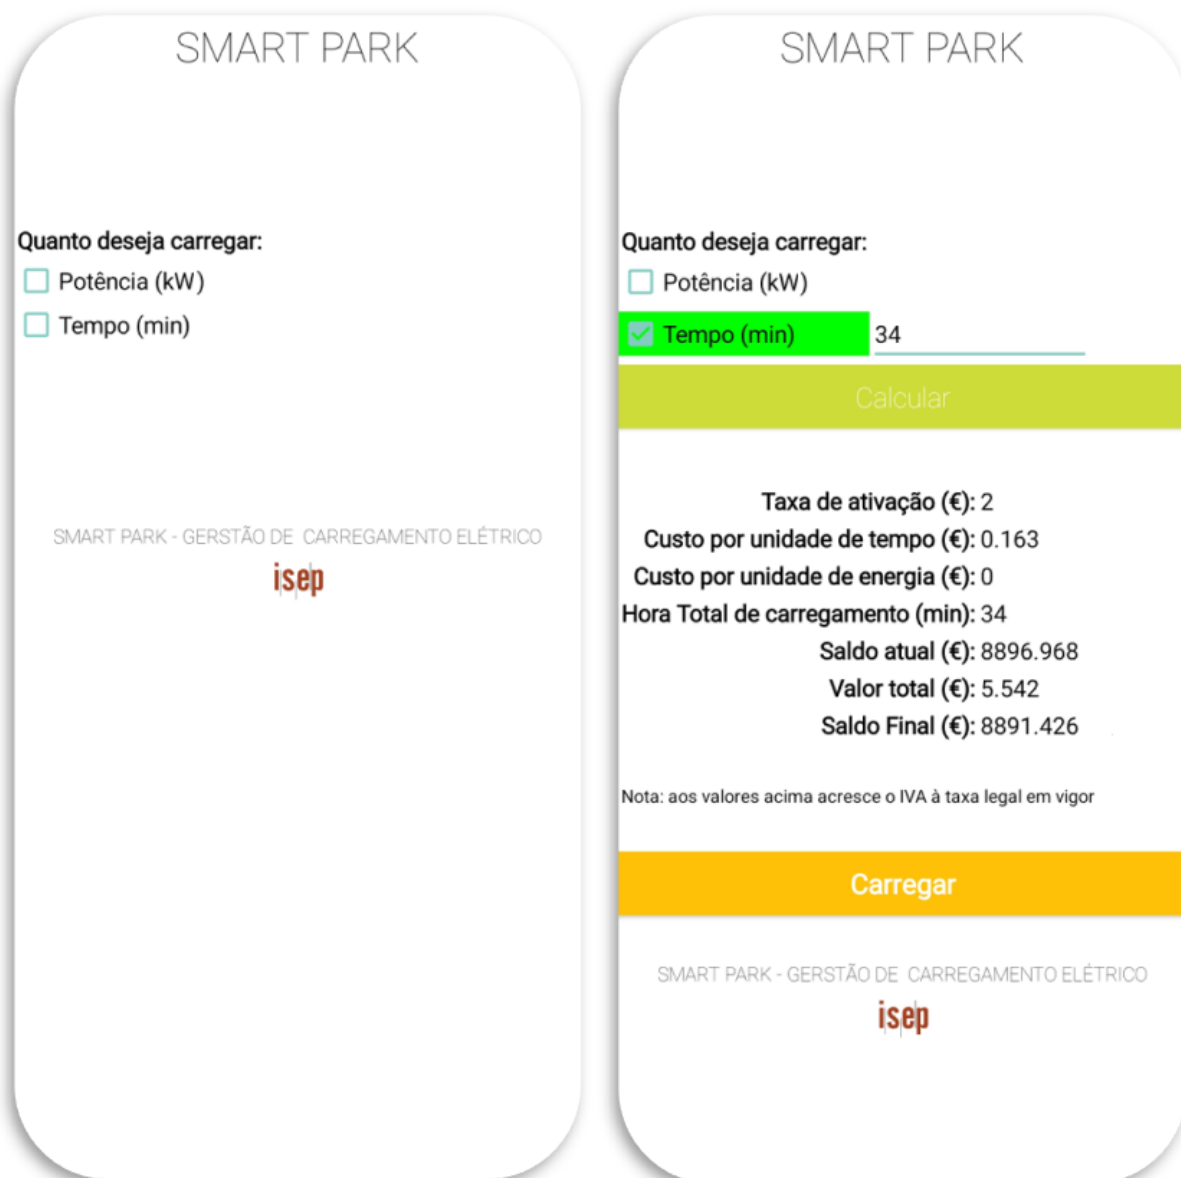 SMART PARK
Quanto deseja carregar:
Potência (kW)
Tempo (min)
SMART PARK - GERSTÃO DE CARREGAMENTO ELÉTRICO
isep
SMART PARK
Quanto deseja carregar:
Potência (kW)
Tempo (min) 34
Calcular
Taxa de ativação (€): 2
Custo por unidade de tempo (€): 0.163
Custo por unidade de energia (€): 0
Hora Total de carregamento (min): 34
Saldo atual (€): 8896.968
Valor total (€): 5.542
Saldo Final (€): 8891.426
Nota: aos valores acima acresce o IVA à taxa legal em vigor
Carregar
SMART PARK - GERSTÃO DE CARREGAMENTO ELÉTRICO
isep